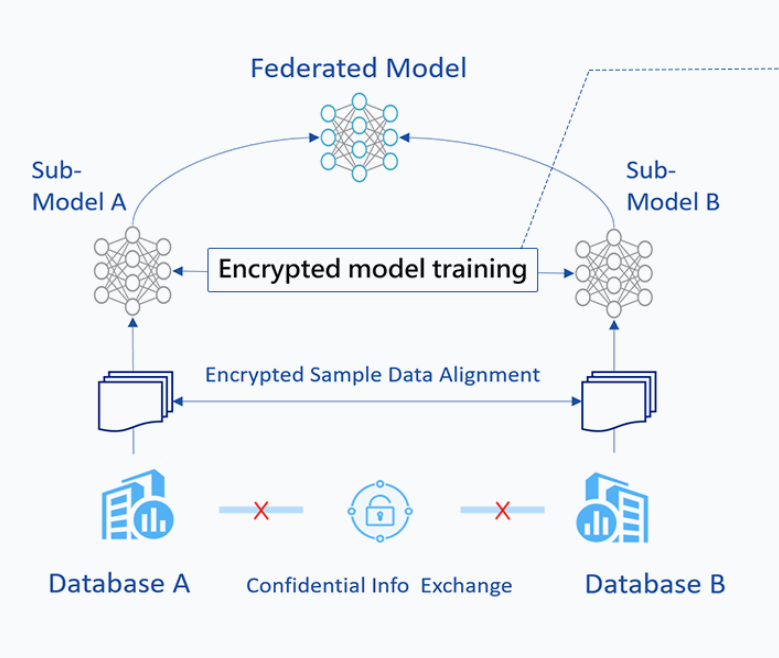 Federated Model
Sub-
Model A
Sub-
Model B
Encrypted model training
Encrypted Sample Data Alignment
Database A
Confidential Info Exchange
Database B